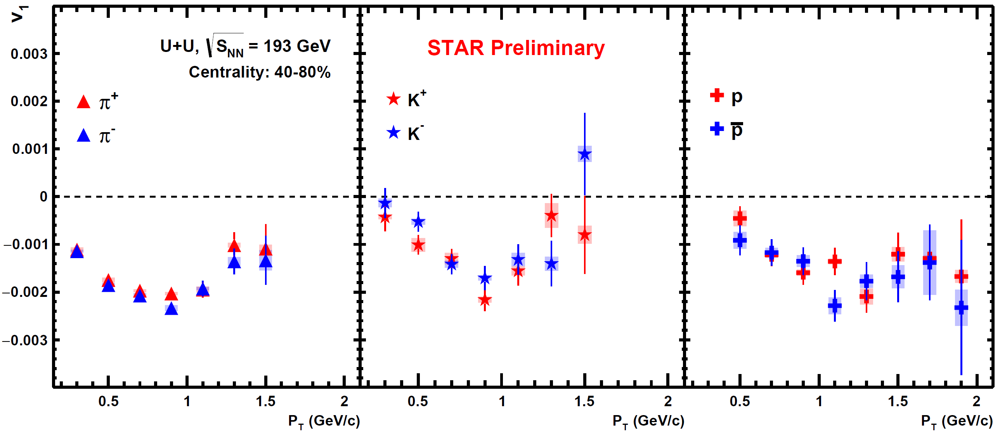 v1
U+U, √SNN = 193 GeV
Centrality: 40-80%
STAR Preliminary
π+
π-
K+
K-
p
p̅
0.003
0.002
0.001
0
−0.001
−0.002
−0.003
0.5 1 1.5 2
0.5 1 1.5 2
0.5 1 1.5 2
PT (GeV/c)
PT (GeV/c)
PT (GeV/c)